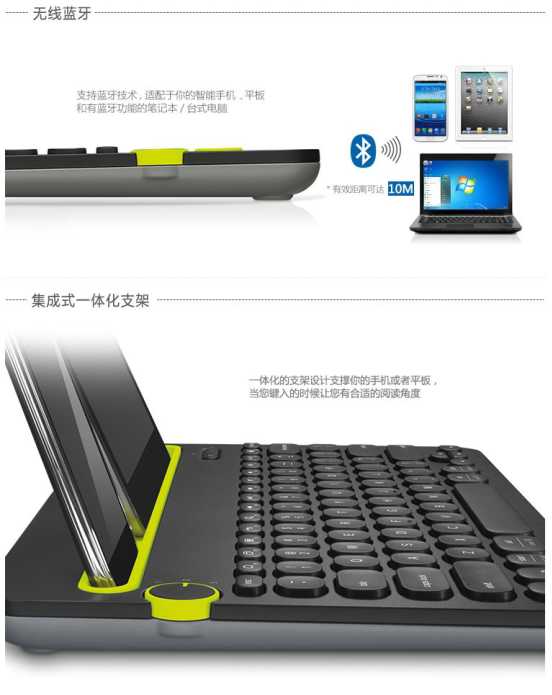 无线蓝牙
支持蓝牙技术，适配于你的智能手机，平板
和有蓝牙功能的笔记本／台式电脑
*有效距离可达 10M
集成式一体化支架
一体化的支架设计支撑你的手机或者平板，
当您键入的时候让您有合适的阅读角度